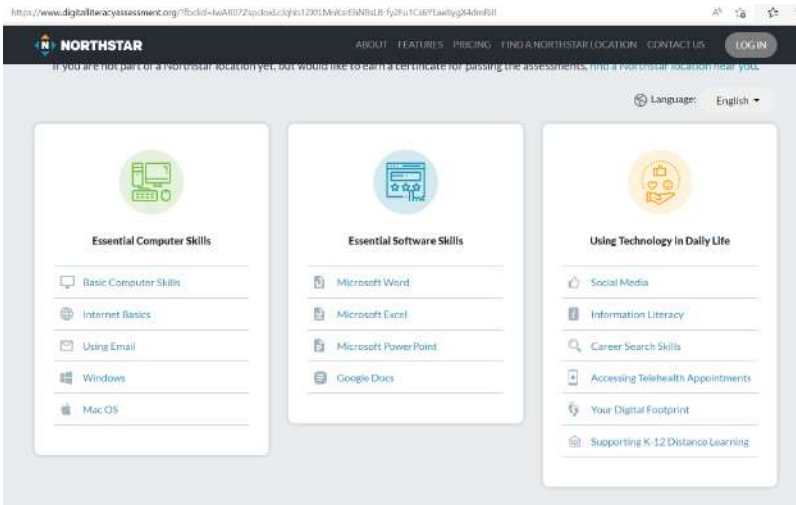 https://www.digitalliteracyassessment.org/?fbclid=
NORTHSTAR
ABOUT FEATURES PRICING FIND A NORTHSTAR LOCATION CONTACT US LOG IN
If you are not part of a Northstar location yet, but would like to earn a certificate for passing the assessments, find a Northstar location near you.
Language: English
Essential Computer Skills
Basic Computer Skills
Internet Basics
Using Email
Windows
Mac OS
Essential Software Skills
Microsoft Word
Microsoft Excel
Microsoft PowerPoint
Google Docs
Using Technology in Daily Life
Social Media
Information Literacy
Career Search Skills
Accessing Telehealth Appointments
Your Digital Footprint
Supporting K-12 Distance Learning